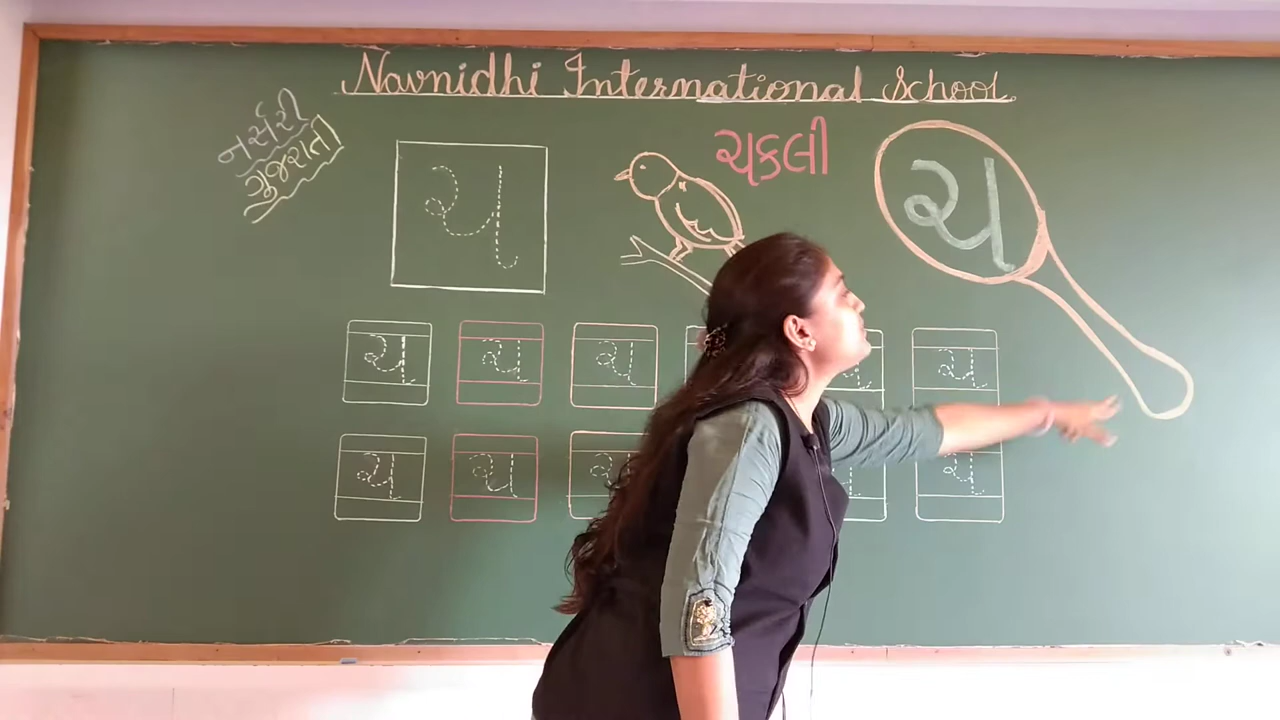 Navnidhi International School
નર્સરી
ગુજરાતી
ચ
ચકલી
ચ
ચ ચ ચ ચ ચ
ચ ચ ચ ચ ચ